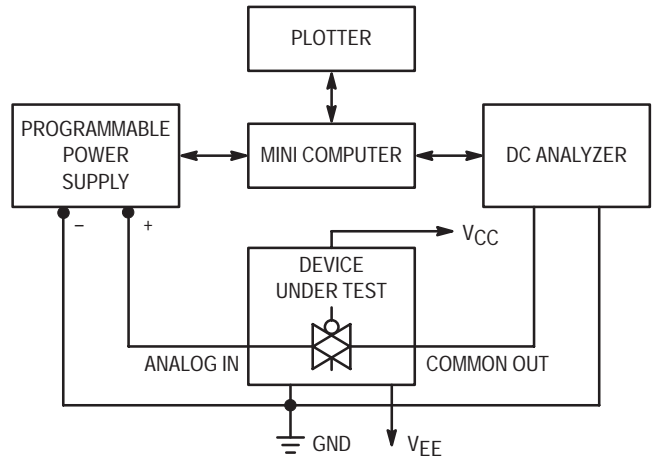 PLOTTER
PROGRAMMABLE
POWER
SUPPLY
MINI COMPUTER
DC ANALYZER
– +
VCC
DEVICE
UNDER TEST
ANALOG IN
COMMON OUT
GND
VEE